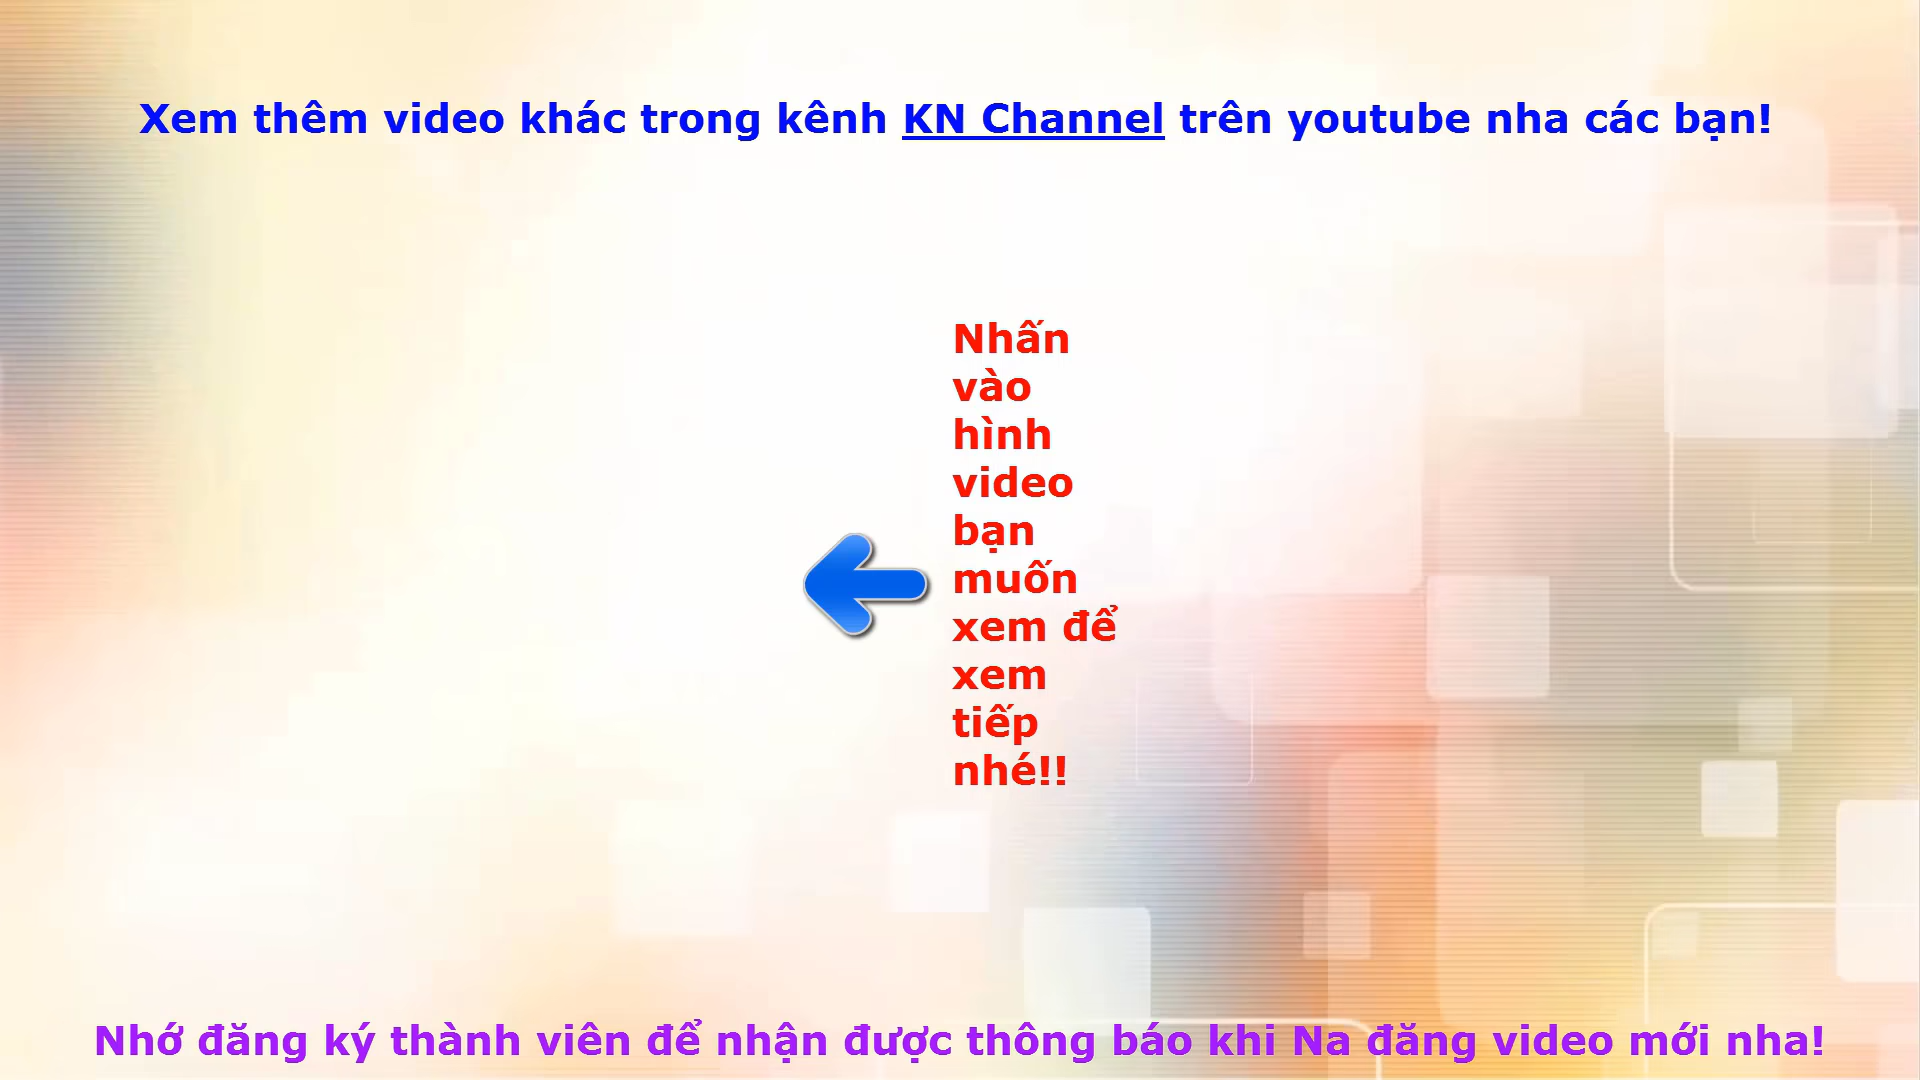 Xem thêm video khác trong kênh KN Channel trên youtube nha các bạn!
Nhấn
vào
hình
video
bạn
muốn
xem để
xem
tiếp
nhé!!
Nhớ đăng ký thành viên để nhận được thông báo khi Na đăng video mới nha!